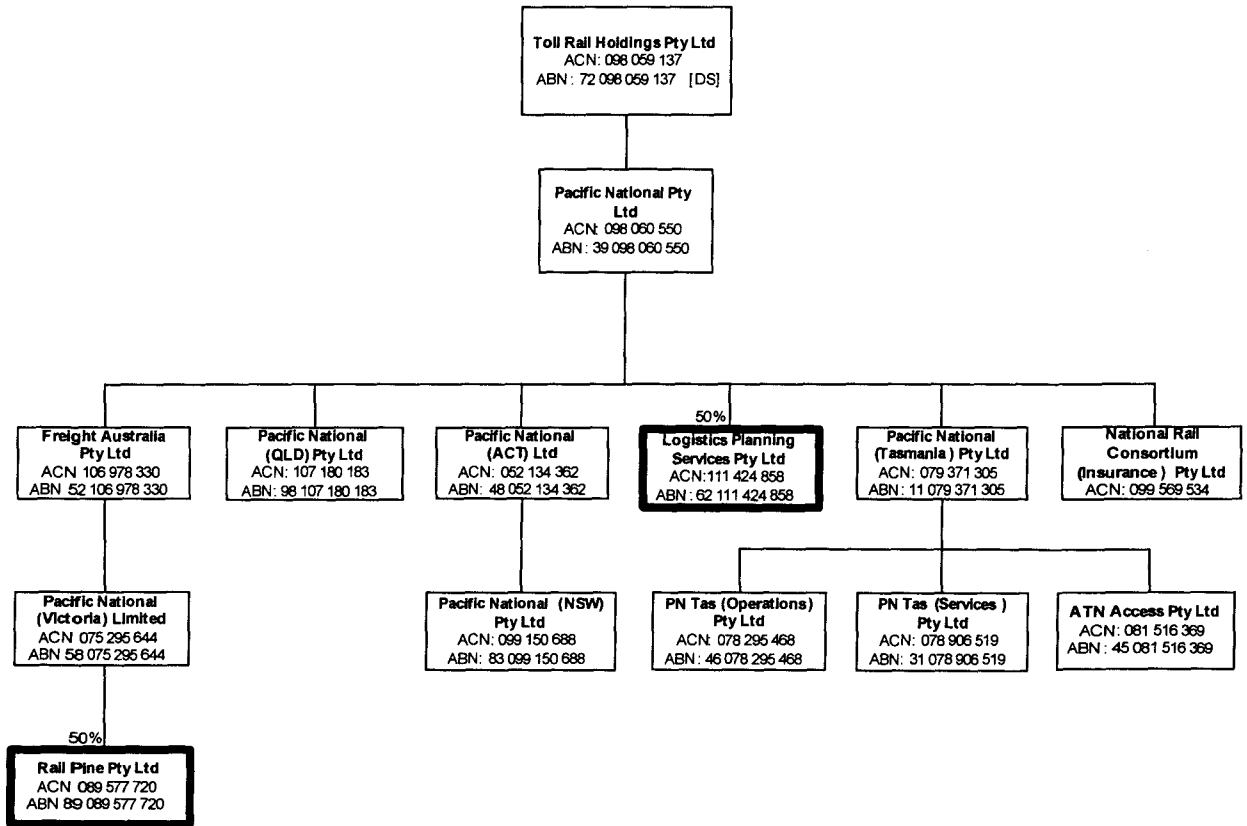 Toll Rail Holdings Pty Ltd
ACN: 098 059 137
ABN: 72 098 059 137 [DS]
Pacific National Pty
Ltd
ACN: 098 060 550
ABN: 39 098 060 550
Freight Australia
Pty Ltd
ACN 106 978 330
ABN 52 106 978 330
Pacific National
(QLD) Pty Ltd
ACN: 107 180 183
ABN: 98 107 180 183
Pacific National
(ACT) Ltd
ACN: 052 134 362
ABN: 48 052 134 362
50%
Logistics Planning
Services Pty Ltd
ACN:111 424 858
ABN: 62 111 424 858
Pacific National
(Tasmania) Pty Ltd
ACN: 079 371 305
ABN: 11 079 371 305
National Rail
Consortium
(Insurance) Pty Ltd
ACN: 099 569 534
Pacific National
(Victoria) Limited
ACN 075 295 644
ABN 58 075 295 644
Pacific National (NSW)
Pty Ltd
ACN: 099 150 688
ABN: 83 099 150 688
PN Tas (Operations)
Pty Ltd
ACN: 078 295 468
ABN: 46 078 295 468
PN Tas (Services)
Pty Ltd
ACN: 078 906 519
ABN: 31 078 906 519
ATN Access Pty Ltd
ACN: 081 516 369
ABN: 45 081 516 369
50%
Rail Pine Pty Ltd
ACN 089 577 720
ABN 89 089 577 720